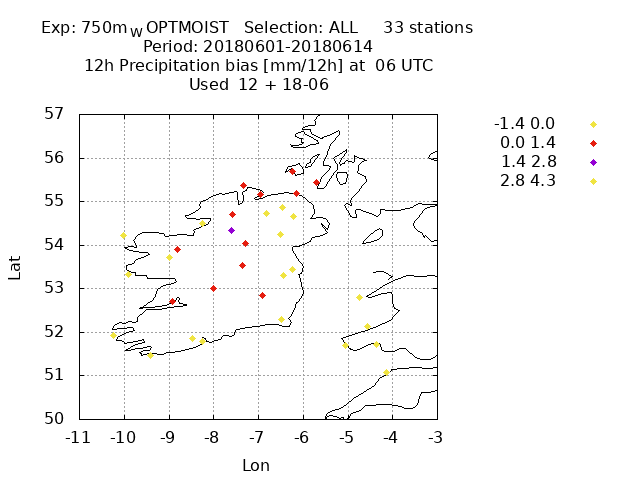 Exp: 750m_W OPTMOIST Selection: ALL 33 stations
Period: 20180601-20180614
12h Precipitation bias [mm/12h] at 06 UTC
Used 12 + 18-06
-1.4 0.0
0.0 1.4
1.4 2.8
2.8 4.3
57
56
55
54
53
52
51
50
Lat
-11 -10 -9 -8 -7 -6 -5 -4 -3
Lon